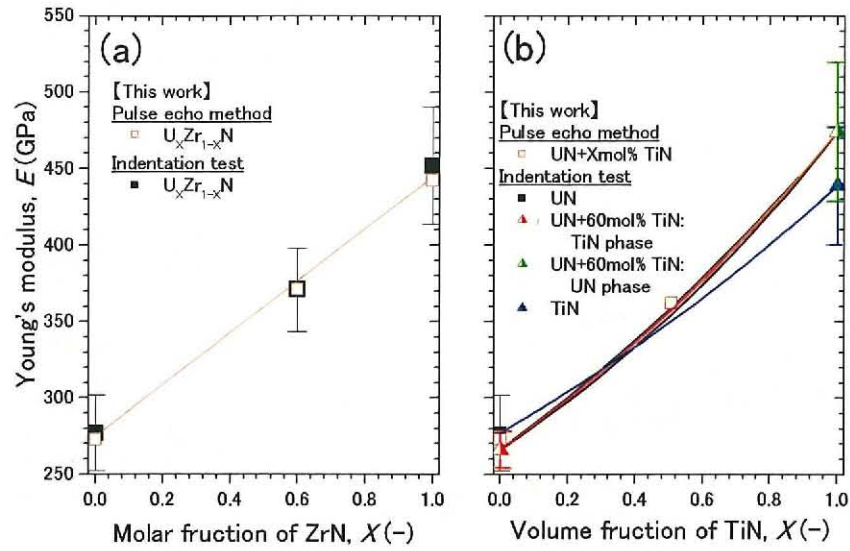 550
500
450
400
350
300
250
Young's modulus, E(GPa)
(a)
【This work】
Pulse echo method
UXZr1-XN
Indentation test
UXZr1-XN
0.0 0.2 0.4 0.6 0.8 1.0
Molar fruction of ZrN, X(-)
(b)
【This work】
Pulse echo method
UN+Xmol% TiN
Indentation test
UN
UN+60mol% TiN:
TiN phase
UN+60mol% TiN:
UN phase
TiN
0.0 0.2 0.4 0.6 0.8 1.0
Volume fruction of TiN, X(-)